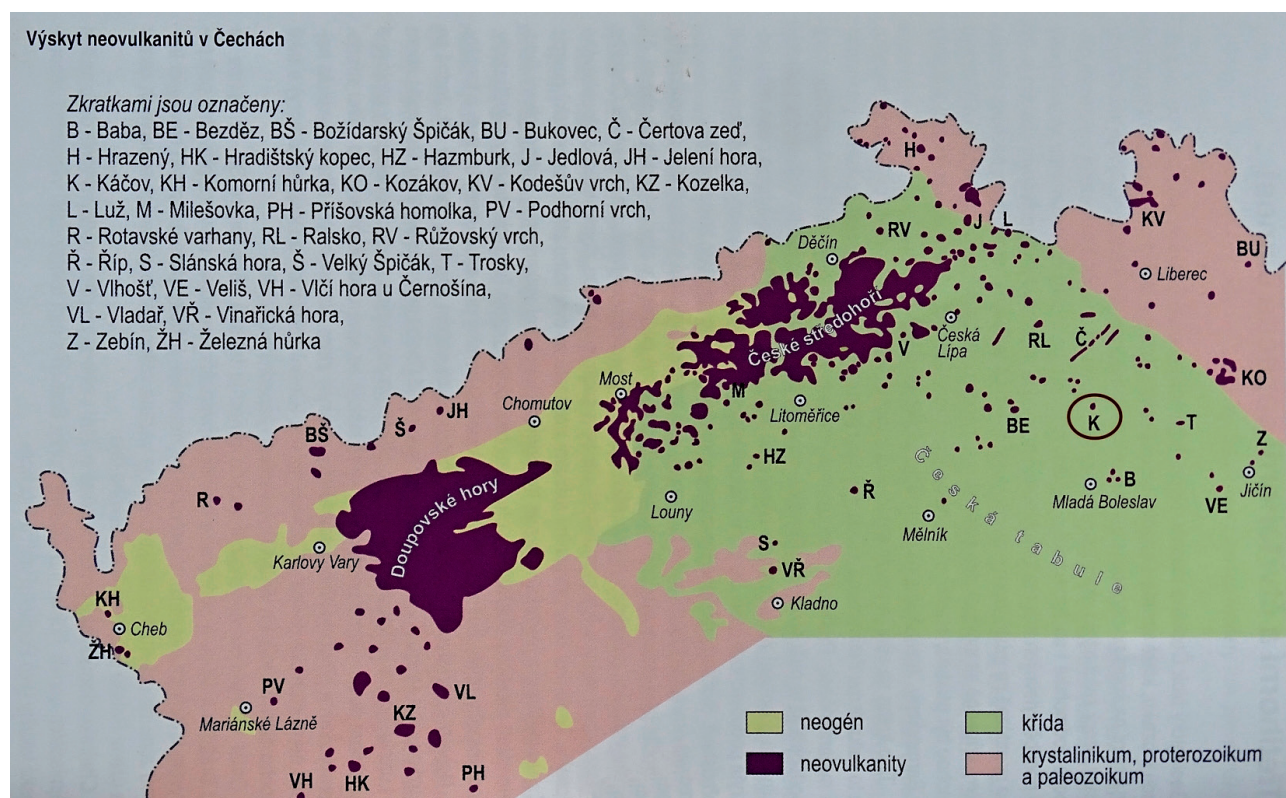 Výskyt neovulkanitů v Čechách
Zkratkami jsou označeny:
B - Baba, BE - Bezděz, BŠ - Božídarský Špičák, BU - Bukovec, Č - Čertova zeď,
H - Hrazený, HK - Hradištský kopec, HZ - Hazmburk, J - Jedlová, JH - Jelení hora,
K - Káčov, KH - Komorní hůrka, KO - Kozákov, KV - Kodešův vrch, KZ - Kozelka,
L - Luž, M - Milešovka, PH - Příšovská homolka, PV - Podhorní vrch,
R - Rotavské varhany, RL - Ralsko, RV - Růžovský vrch,
Ř - Říp, S - Slánská hora, Š - Velký Špičák, T - Trosky,
V - Vlhošť, VE - Veliš, VH - Vlčí hora u Černošína,
VL - Vladař, VŘ - Vinařická hora,
Z - Zebín, ŽH - Železná hůrka
H
KV
J
L
RV
Děčín
BU
Liberec
České středohoří
V
Česká
Lípa
RL
Č
KO
Most
M
Litoměřice
Chomutov
JH
Š
BŠ
BE
K
T
Z
HZ
Česká tabule
B
Mladá Boleslav
VE
Jičín
R
Doupovské hory
Louny
Ř
Mělník
Karlovy Vary
S
VŘ
Kladno
KH
Cheb
ŽH
PV
Mariánské Lázně
VL
KZ
VH
HK
PH
neogén
neovulkanity
křída
krystalinikum, proterozoikum
a paleozoikum